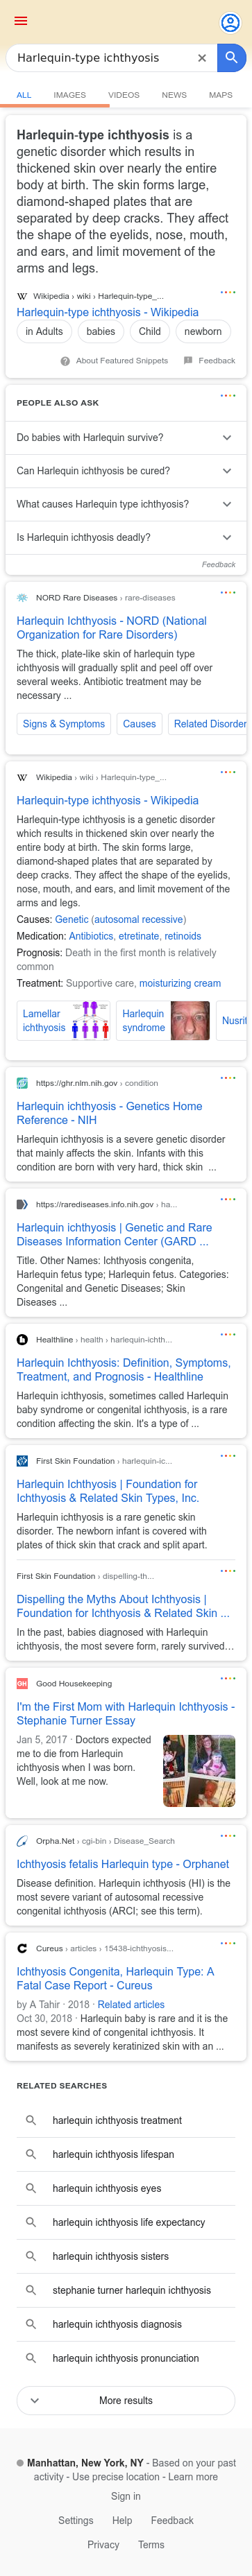 Harlequin-type ichthyosis
ALL IMAGES VIDEOS NEWS MAPS
Harlequin-type ichthyosis is a
genetic disorder which results in
thickened skin over nearly the entire
body at birth. The skin forms large,
diamond-shaped plates that are
separated by deep cracks. They affect
the shape of the eyelids, nose, mouth,
and ears, and limit movement of the
arms and legs.
W Wikipedia › wiki › Harlequin-type_...
Harlequin-type ichthyosis - Wikipedia
in Adults babies Child newborn
About Featured Snippets Feedback
PEOPLE ALSO ASK
Do babies with Harlequin survive?
Can Harlequin ichthyosis be cured?
What causes Harlequin type ichthyosis?
Is Harlequin ichthyosis deadly?
Feedback
NORD Rare Diseases › rare-diseases
Harlequin Ichthyosis - NORD (National
Organization for Rare Disorders)
The thick, plate-like skin of harlequin type
ichthyosis will gradually split and peel off over
several weeks. Antibiotic treatment may be
necessary ...
Signs & Symptoms Causes Related Disorder
W Wikipedia › wiki › Harlequin-type_...
Harlequin-type ichthyosis - Wikipedia
Harlequin-type ichthyosis is a genetic disorder
which results in thickened skin over nearly the
entire body at birth. The skin forms large,
diamond-shaped plates that are separated by
deep cracks. They affect the shape of the eyelids,
nose, mouth, and ears, and limit movement of the
arms and legs.
Causes: Genetic (autosomal recessive)
Medication: Antibiotics, etretinate, retinoids
Prognosis: Death in the first month is relatively
common
Treatment: Supportive care, moisturizing cream
Lamellar
ichthyosis
Harlequin
syndrome
Nusrit
https://ghr.nlm.nih.gov › condition
Harlequin ichthyosis - Genetics Home
Reference - NIH
Harlequin ichthyosis is a severe genetic disorder
that mainly affects the skin. Infants with this
condition are born with very hard, thick skin ...
https://rarediseases.info.nih.gov › ha...
Harlequin ichthyosis | Genetic and Rare
Diseases Information Center (GARD ...
Title. Other Names: Ichthyosis congenita,
Harlequin fetus type; Harlequin fetus. Categories:
Congenital and Genetic Diseases; Skin
Diseases ...
Healthline › health › harlequin-ichth...
Harlequin Ichthyosis: Definition, Symptoms,
Treatment, and Prognosis - Healthline
Harlequin ichthyosis, sometimes called Harlequin
baby syndrome or congenital ichthyosis, is a rare
condition affecting the skin. It's a type of ...
First Skin Foundation › harlequin-ic...
Harlequin Ichthyosis | Foundation for
Ichthyosis & Related Skin Types, Inc.
Harlequin ichthyosis is a rare genetic skin
disorder. The newborn infant is covered with
plates of thick skin that crack and split apart.
First Skin Foundation › dispelling-th...
Dispelling the Myths About Ichthyosis |
Foundation for Ichthyosis & Related Skin ...
In the past, babies diagnosed with Harlequin
ichthyosis, the most severe form, rarely survived...
GH Good Housekeeping
I'm the First Mom with Harlequin Ichthyosis -
Stephanie Turner Essay
Jan 5, 2017 · Doctors expected
me to die from Harlequin
ichthyosis when I was born.
Well, look at me now.
Orpha.Net › cgi-bin › Disease_Search
Ichthyosis fetalis Harlequin type - Orphanet
Disease definition. Harlequin ichthyosis (HI) is the
most severe variant of autosomal recessive
congenital ichthyosis (ARCI; see this term).
Cureus › articles › 15438-ichthyosis...
Ichthyosis Congenita, Harlequin Type: A
Fatal Case Report - Cureus
by A Tahir · 2018 · Related articles
Oct 30, 2018 · Harlequin baby is rare and it is the
most severe kind of congenital ichthyosis. It
manifests as severely keratinized skin with an ...
RELATED SEARCHES
harlequin ichthyosis treatment
harlequin ichthyosis lifespan
harlequin ichthyosis eyes
harlequin ichthyosis life expectancy
harlequin ichthyosis sisters
stephanie turner harlequin ichthyosis
harlequin ichthyosis diagnosis
harlequin ichthyosis pronunciation
More results
Manhattan, New York, NY - Based on your past
activity - Use precise location - Learn more
Sign in
Settings Help Feedback
Privacy Terms